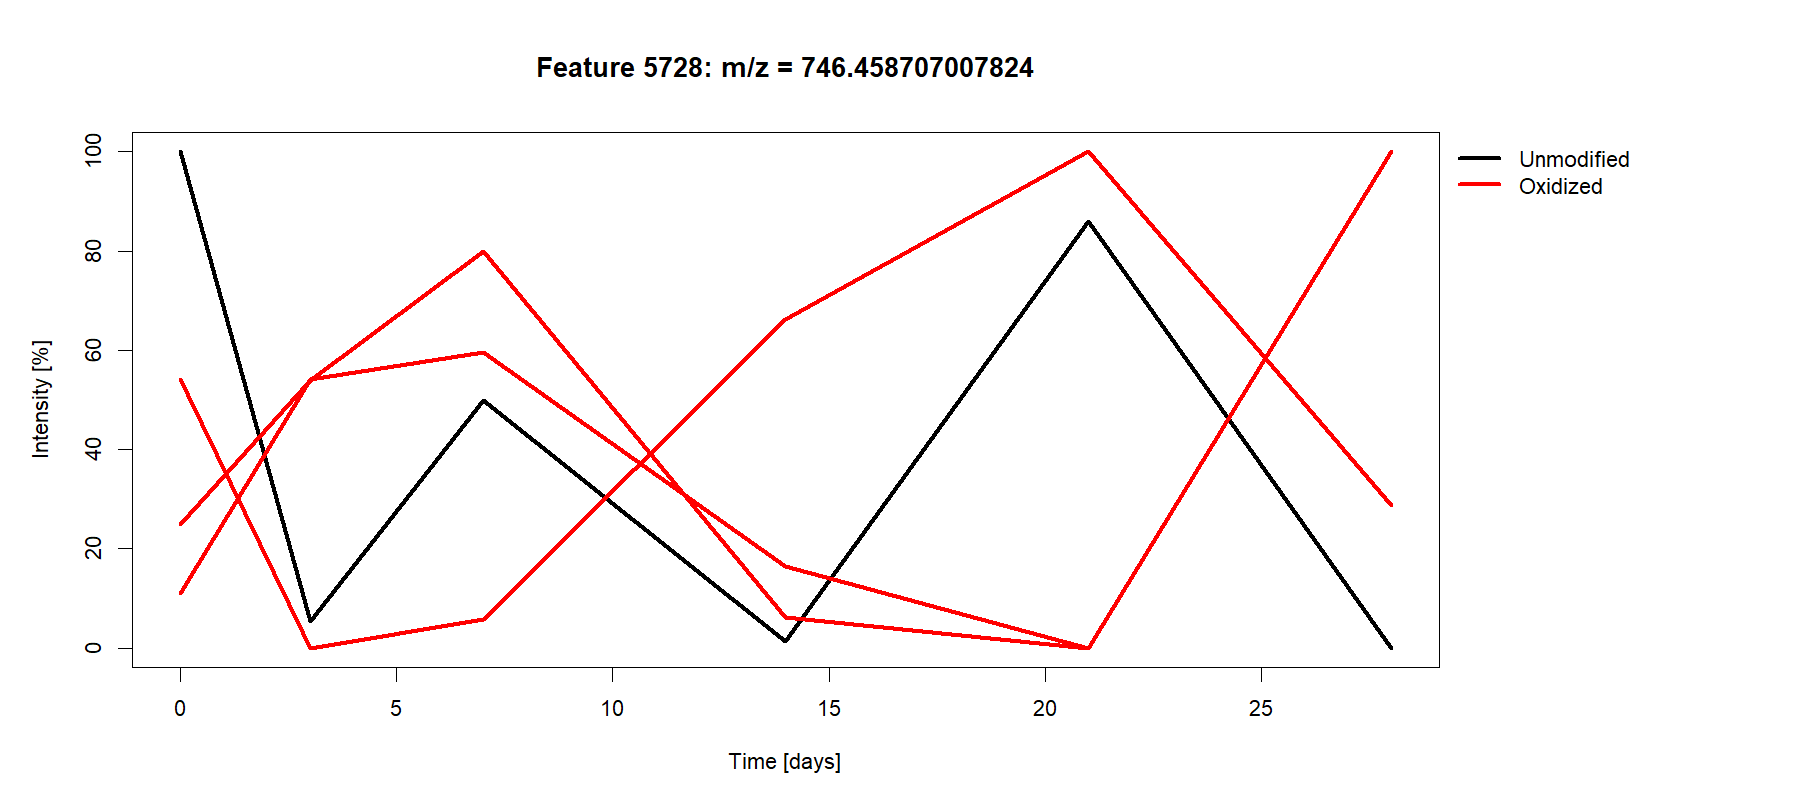 Feature 5728: m/z = 746.458707007824
Unmodified
Oxidized
Intensity [%]
100
80
60
40
20
0
0 5 10 15 20 25
Time [days]